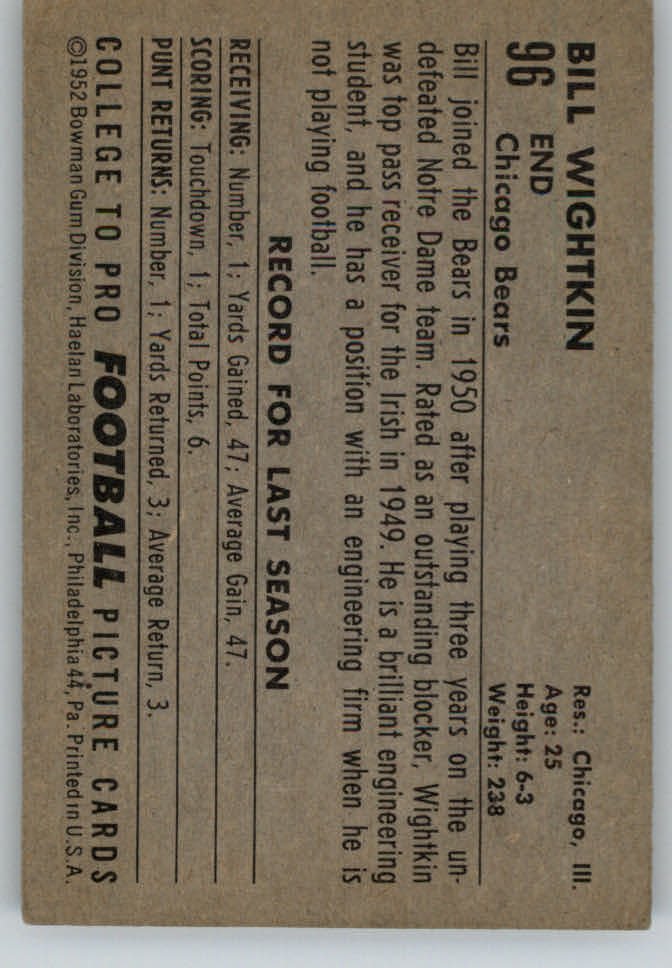 BILL WIGHTKIN
96 END
Chicago Bears
Res.: Chicago, Ill.
Age: 25
Height: 6-3
Weight: 238
Bill joined the Bears in 1950 after playing three years on the un-
defeated Notre Dame team. Rated as an outstanding blocker, Wightkin
was top pass receiver for the Irish in 1949. He is a brilliant engineering
student, and he has a position with an engineering firm when he is
not playing football.
RECORD FOR LAST SEASON
RECEIVING: Number, 1; Yards Gained, 47; Average Gain, 47.
SCORING: Touchdown, 1; Total Points, 6.
PUNT RETURNS: Number, 1; Yards Returned, 3; Average Return, 3.
COLLEGE TO PRO FOOTBALL PICTURE CARDS
©1952 Bowman Gum Division, Haelan Laboratories, Inc., Philadelphia 44, Pa. Printed in U.S.A.